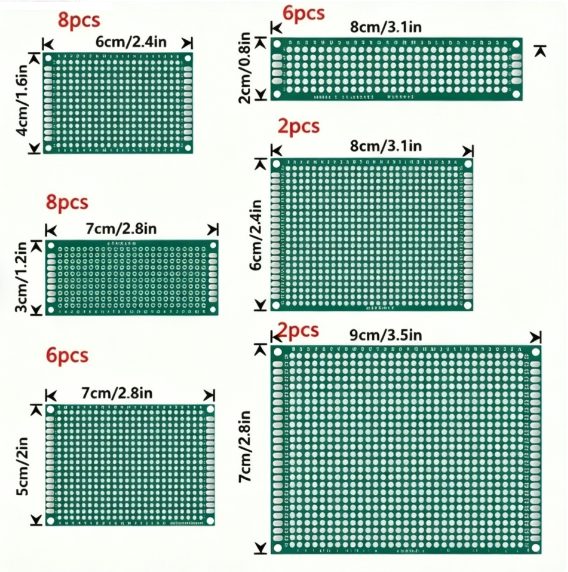 8pcs
6cm/2.4in
4cm/1.6in
6pcs
8cm/3.1in
2cm/0.8in
2pcs
8cm/3.1in
6cm/2.4in
8pcs
7cm/2.8in
3cm/1.2in
6pcs
7cm/2.8in
5cm/2in
2pcs
9cm/3.5in
7cm/2.8in